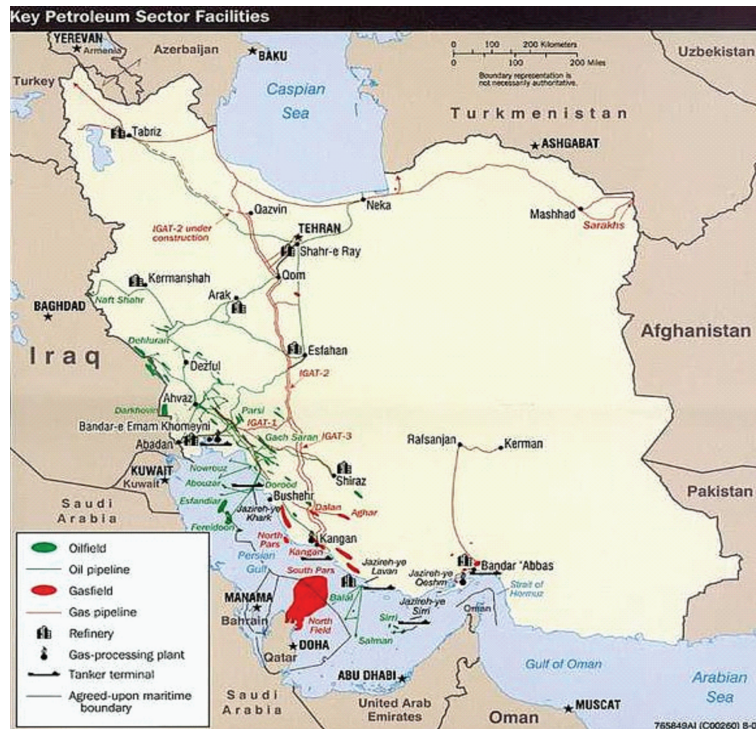 Key Petroleum Sector Facilities
YEREVAN
Armenia
Azerbaijan
BAKU
Turkey
Caspian
Sea
0 100 200 Kilometers
0 100 200 Miles
Boundary representation is
not necessarily authoritative.
Uzbekistan
Turkmenistan
ASHGABAT
Tabriz
IGAT-2 under
construction
Qazvin
Neka
Mashhad
Sarakhs
TEHRAN
Shahr-e Ray
Qom
Kermanshah
Arak
Naft Shahr
BAGHDAD
Iraq
Afghanistan
Dehluran
Dezful
Esfahan
IGAT-2
Ahvaz
Darkhovin
Parsi
IGAT-1
Bandar-e Emam Khomeyni
Gach Saran
IGAT-3
Abadan
Rafsanjan
Kerman
KUWAIT
Kuwait
Nowrouz
Abouzar
Dorood
Shiraz
Pakistan
Saudi
Arabia
Esfandiar
Jazireh-ye
Khark
Bushehr
Dalan
Aghar
Fereidoon
North
Pars
Kangan
Kangan
Persian
Gulf
South Pars
Jazireh-ye
Lavan
Jazireh-ye
Qeshm
Bandar 'Abbas
Strait of
Hormuz
MANAMA
Bahrain
Balal
Jazireh-ye
Sirri
Sirri
Oman
North
Field
Salman
DOHA
Qatar
ABU DHABI
Gulf of Oman
Arabian
Sea
Saudi
Arabia
United Arab
Emirates
Oman
MUSCAT
Oilfield
Oil pipeline
Gasfield
Gas pipeline
Refinery
Gas-processing plant
Tanker terminal
Agreed-upon maritime
boundary
765849AI (C00260) 8-0